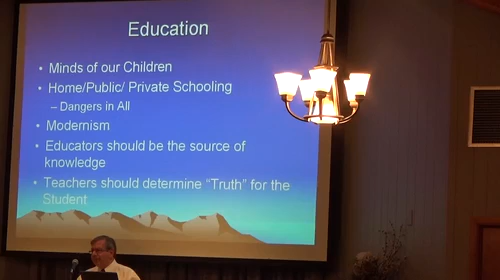 Education
• Minds of our Children
• Home/Public/ Private Schooling
– Dangers in All
• Modernism
• Educators should be the source of
knowledge
• Teachers should determine “Truth” for the
Student